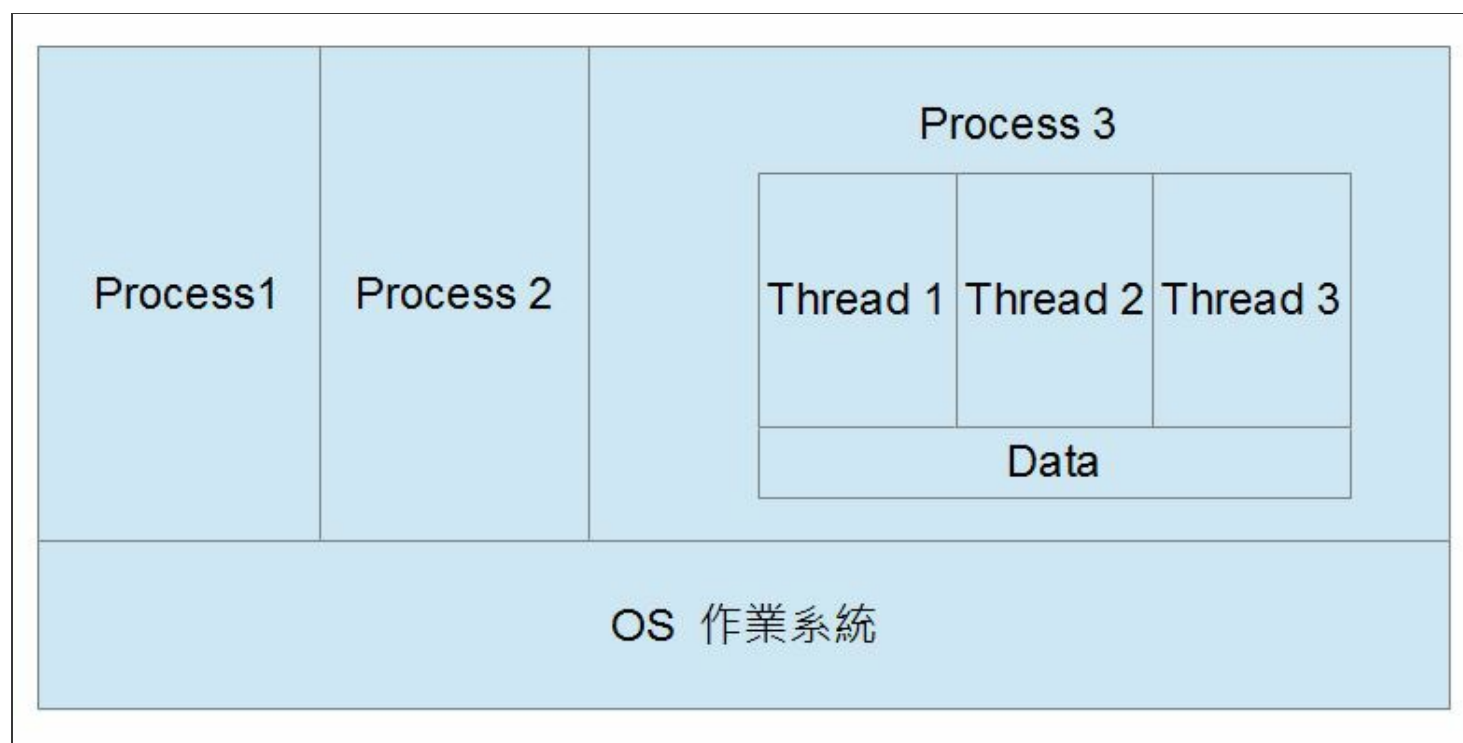 Process 3
Process1
Process 2
Thread 1
Thread 2
Thread 3
Data
OS 作業系統